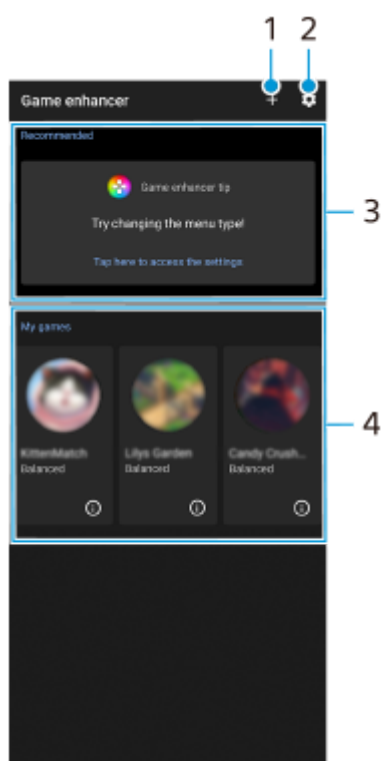 1 2
Game enhancer
Recommended
Game enhancer tip
Try changing the menu type!
3
Tap here to access the settings
My games
4
KittenMatch Lilys Garden Candy Crush...
Balanced Balanced Balanced